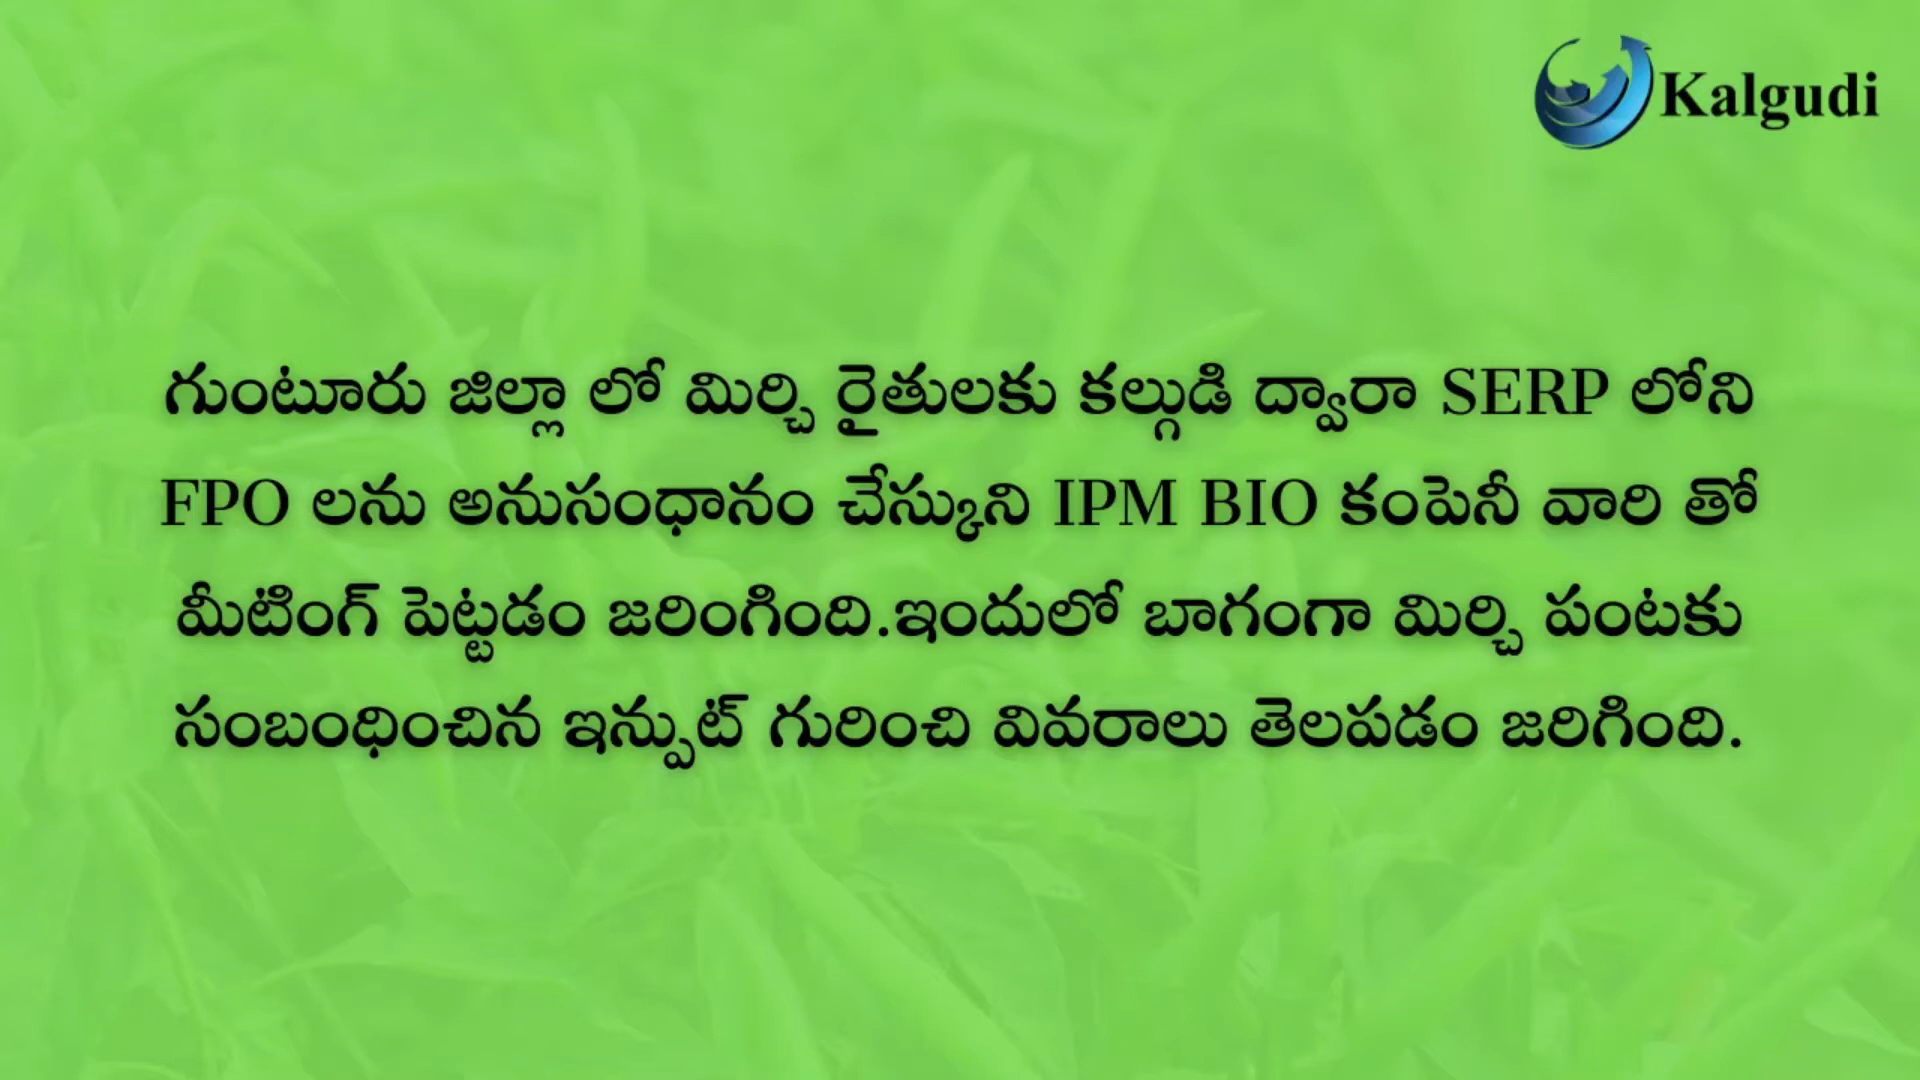 Kalgudi
గుంటూరు జిల్లా లో మిర్చి రైతులకు కల్గుడి ద్వారా SERP లోని
FPO లను అనుసంధానం చేస్కుని IPM BIO కంపెనీ వారి తో
మీటింగ్ పెట్టడం జరింగింది.ఇందులో బాగంగా మిర్చి పంటకు
సంబంధించిన ఇన్పుట్ గురించి వివరాలు తెలపడం జరిగింది.